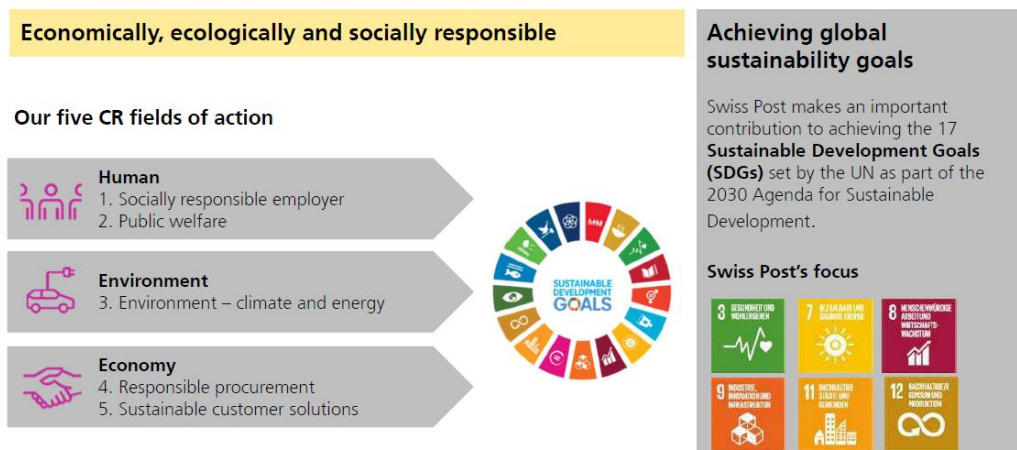 Economically, ecologically and socially responsible
Our five CR fields of action
Human
1. Socially responsible employer
2. Public welfare
Environment
3. Environment – climate and energy
Economy
4. Responsible procurement
5. Sustainable customer solutions
SUSTAINABLE
DEVELOPMENT
GOALS
Achieving global
sustainability goals
Swiss Post makes an important
contribution to achieving the 17
Sustainable Development Goals
(SDGs) set by the UN as part of the
2030 Agenda for Sustainable
Development.
Swiss Post's focus
3 GESUNDHEIT UND
WOHLERGEHEN
7 BEZAHLBARE UND
SAUBERE ENERGIE
8 MENSCHENWÜRDIGE
ARBEIT UND
WIRTSCHAFTS-
WACHSTUM
9 INDUSTRIE,
INNOVATION UND
INFRASTRUKTUR
11 NACHHALTIGE
STÄDTE UND
GEMEINDEN
12 NACHHALTIGE/R
KONSUM UND
PRODUKTION